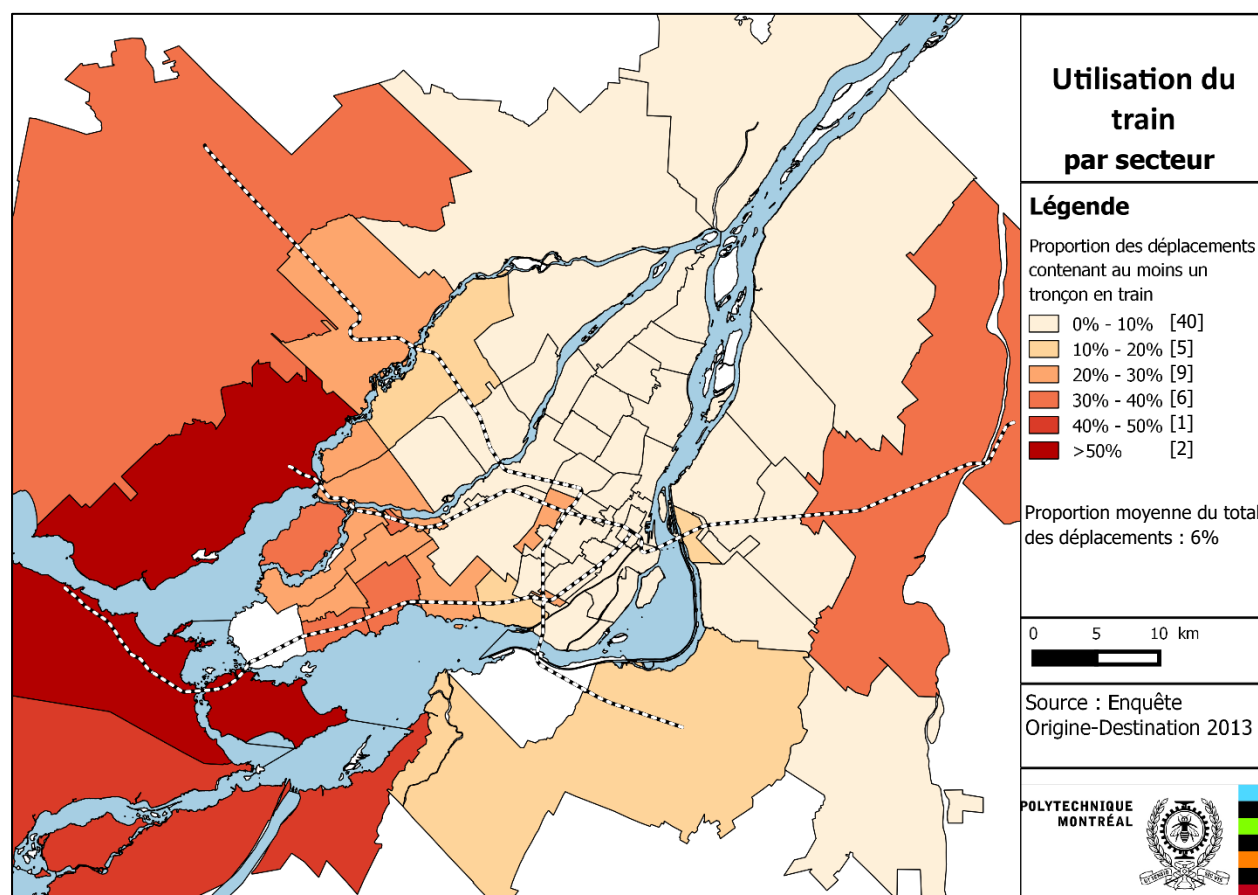 Utilisation du
train
par secteur
Légende
Proportion des déplacements
contenant au moins un
tronçon en train
0% - 10% [40]
10% - 20% [5]
20% - 30% [9]
30% - 40% [6]
40% - 50% [1]
>50% [2]
Proportion moyenne du total
des déplacements : 6%
0 5 10 km
Source : Enquête
Origine-Destination 2013
POLYTECHNIQUE
MONTRÉAL